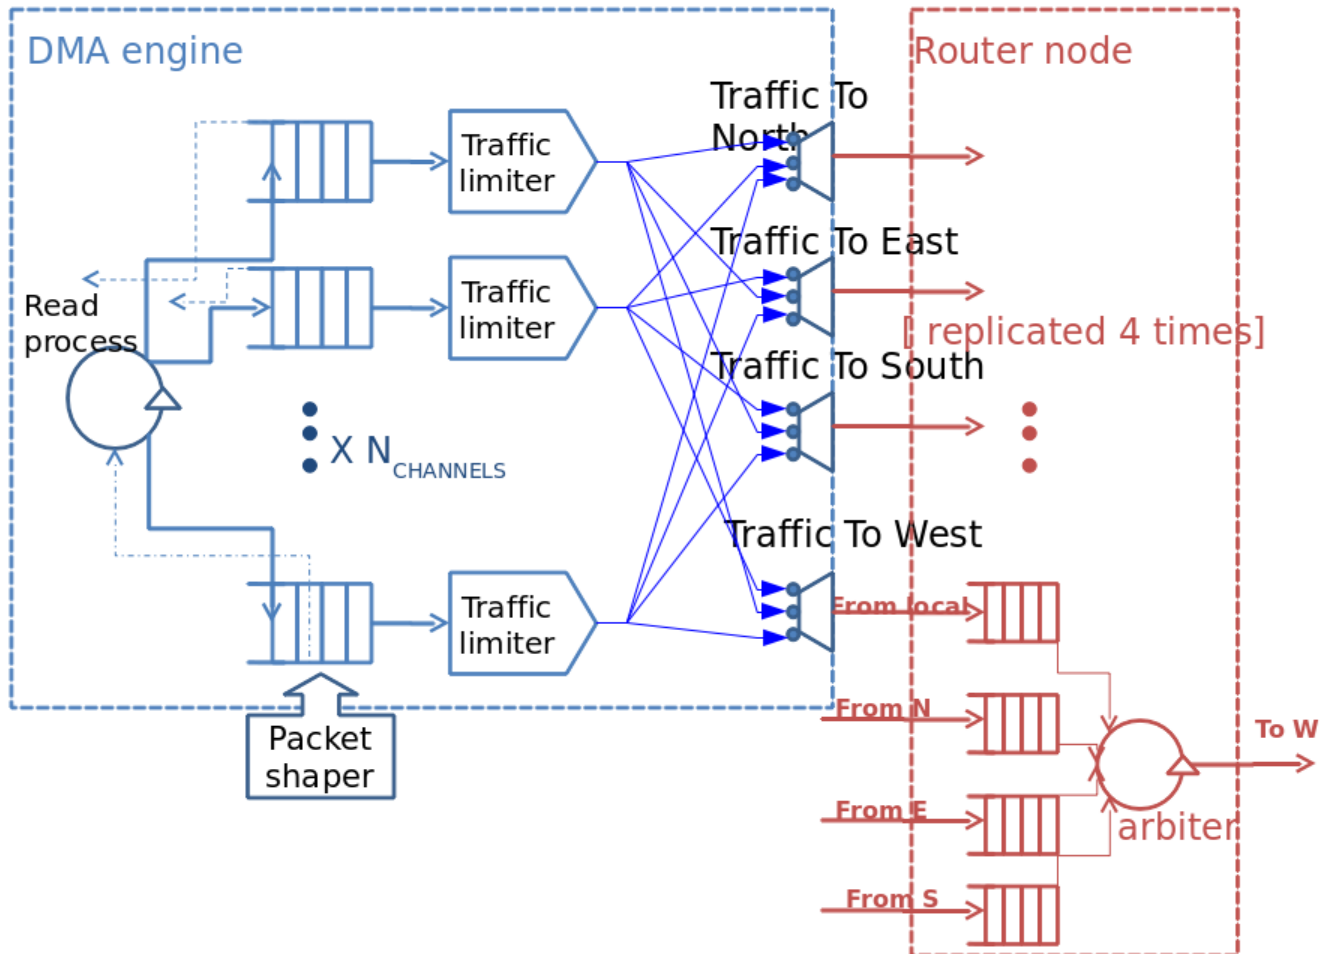 DMA engine
Router node
Traffic To
North
Traffic
limiter
Traffic To East
Read
process
Traffic
limiter
[ replicated 4 times]
Traffic To South
X N
CHANNELS
Traffic To West
Traffic
limiter
From local
From N
To W
Packet
shaper
From E
arbiter
From S